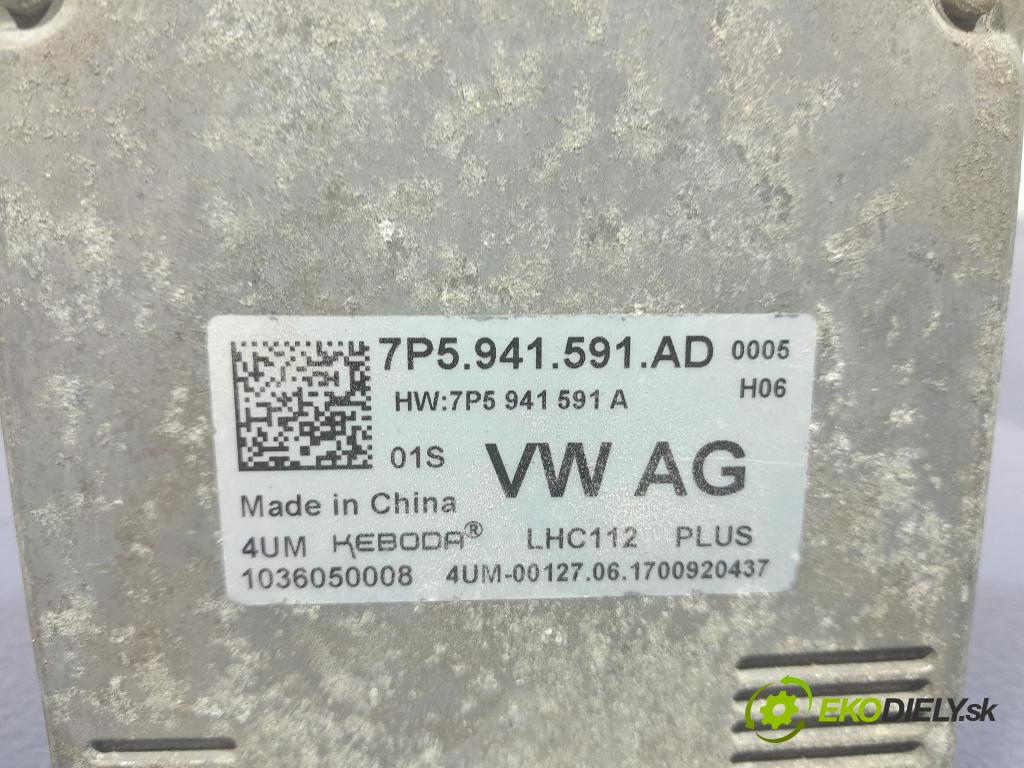 7P5.941.591.AD 0005
HW:7P5 941 591 A H06
01S VW AG
Made in China
4UM KEBODA® LHC112 PLUS
1036050008 4UM-00127.06.1700920437
EKODIELY.sk